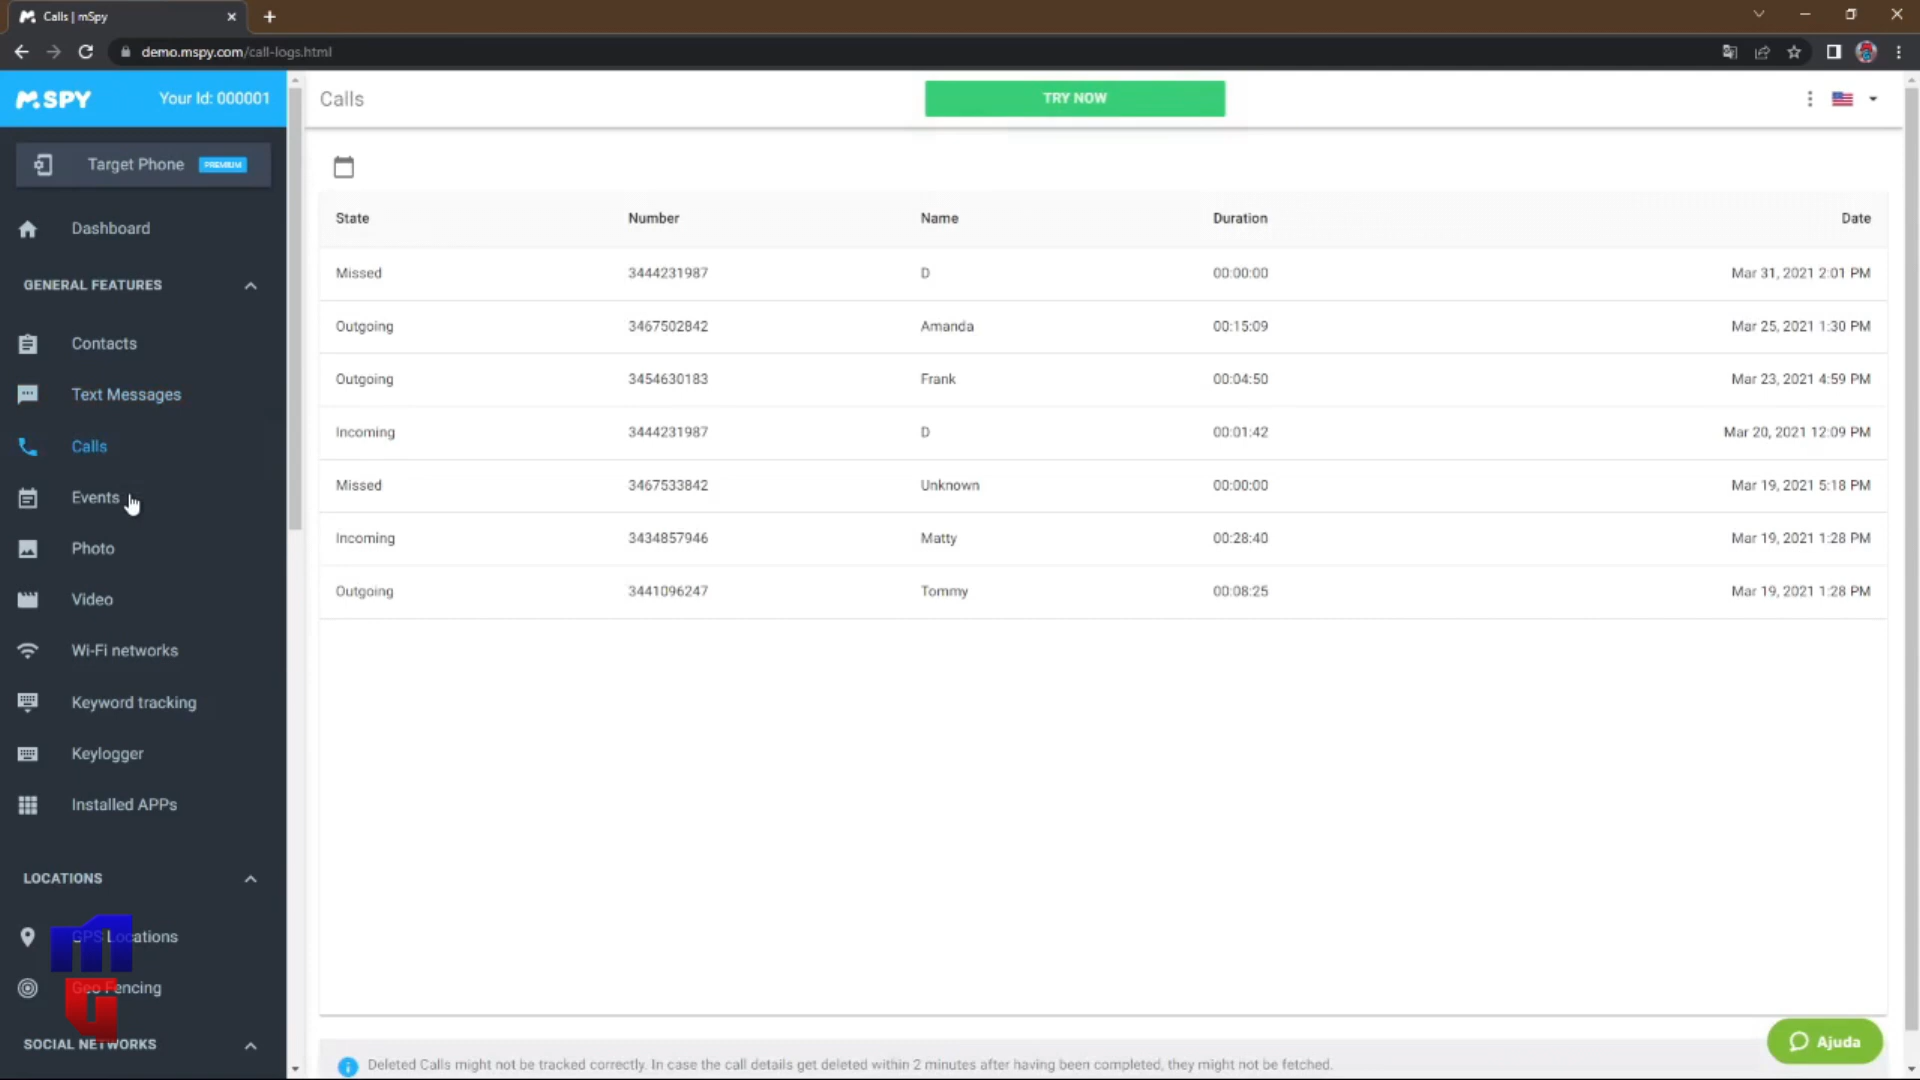 Calls | mSpy
demo.mspy.com/call-logs.html
mSPY Your Id: 000001
Calls
TRY NOW
Target Phone PREMIUM
Dashboard
GENERAL FEATURES
Contacts
Text Messages
Calls
Events
Photo
Video
Wi-Fi networks
Keyword tracking
Keylogger
Installed APPs
LOCATIONS
GPS Locations
Geo Fencing
SOCIAL NETWORKS
State Number Name Duration Date
Missed 3444231987 D 00:00:00 Mar 31, 2021 2:01 PM
Outgoing 3467502842 Amanda 00:15:09 Mar 25, 2021 1:30 PM
Outgoing 3454630183 Frank 00:04:50 Mar 23, 2021 4:59 PM
Incoming 3444231987 D 00:01:42 Mar 20, 2021 12:09 PM
Missed 3467533842 Unknown 00:00:00 Mar 19, 2021 5:18 PM
Incoming 3434857946 Matty 00:28:40 Mar 19, 2021 1:28 PM
Outgoing 3441096247 Tommy 00:08:25 Mar 19, 2021 1:28 PM
Deleted Calls might not be tracked correctly. In case the call details get deleted within 2 minutes after having been completed, they might not be fetched.
Ajuda
MG